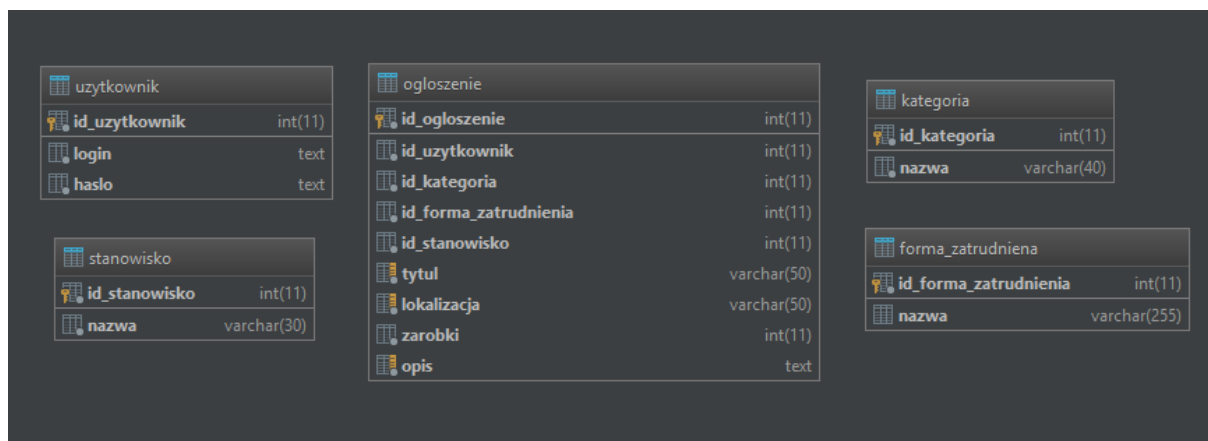 uzytkownik
id_uzytkownik int(11)
login text
haslo text
stanowisko
id_stanowisko int(11)
nazwa varchar(30)
ogloszenie
id_ogloszenie int(11)
id_uzytkownik int(11)
id_kategoria int(11)
id_forma_zatrudnienia int(11)
id_stanowisko int(11)
tytul varchar(50)
lokalizacja varchar(50)
zarobki int(11)
opis text
kategoria
id_kategoria int(11)
nazwa varchar(40)
forma_zatrudniena
id_forma_zatrudnienia int(11)
nazwa varchar(255)